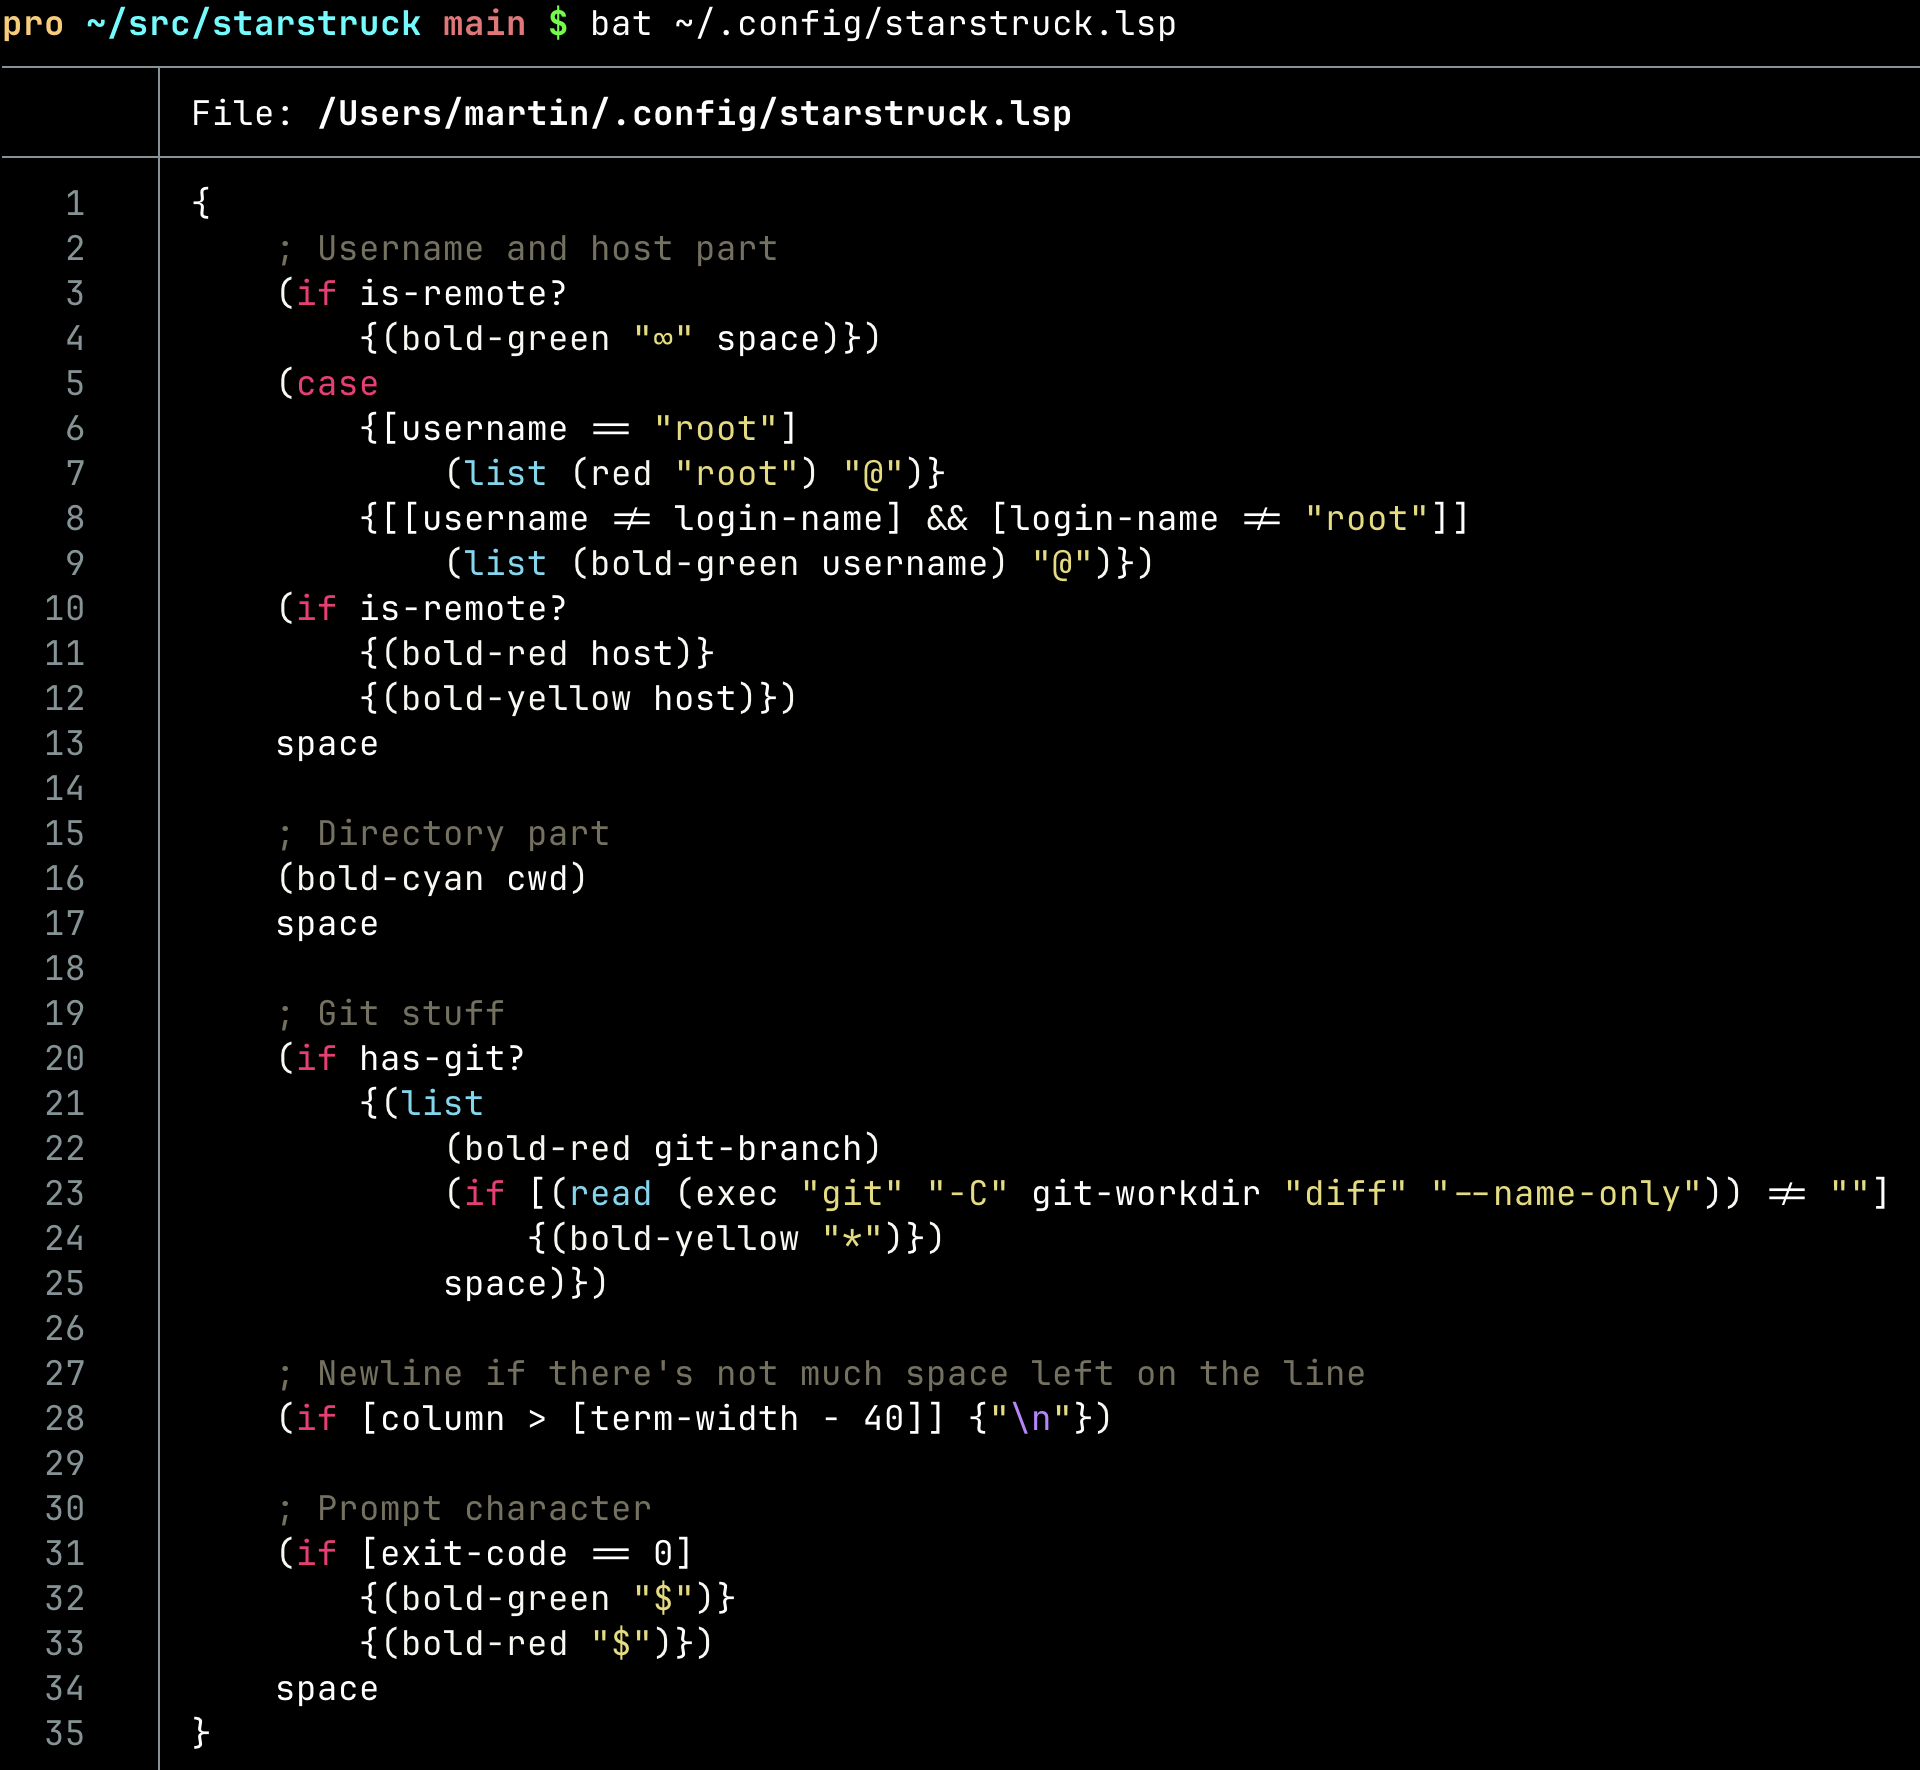 pro ~/src/starstruck main $ bat ~/.config/starstruck.lsp
File: /Users/martin/.config/starstruck.lsp
1 {
2     ; Username and host part
3     (if is-remote?
4         {(bold-green "∞" space)})
5     (case
6         {[username == "root"]
7             (list (red "root") "@")}
8         {[[username != login-name] && [login-name != "root"]]
9             (list (bold-green username) "@")})
10     (if is-remote?
11         {(bold-red host)}
12         {(bold-yellow host)})
13     space
14
15     ; Directory part
16     (bold-cyan cwd)
17     space
18
19     ; Git stuff
20     (if has-git?
21         {(list
22             (bold-red git-branch)
23             (if [(read (exec "git" "-C" git-workdir "diff" "--name-only")) != ""]
24                 {(bold-yellow "*")})
25             space)})
26
27     ; Newline if there's not much space left on the line
28     (if [column > [term-width - 40]] {"\n"})
29
30     ; Prompt character
31     (if [exit-code == 0]
32         {(bold-green "$")}
33         {(bold-red "$")})
34     space
35 }